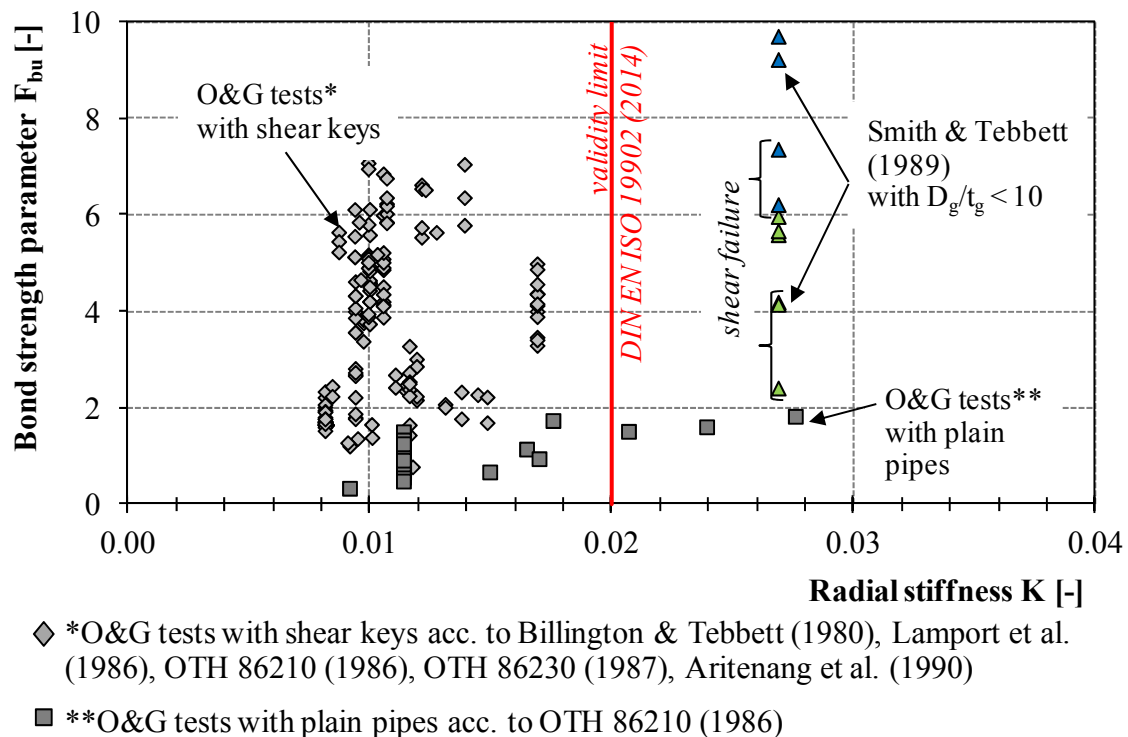 Bond strength parameter F_bu [-]
10
8
6
4
2
0
O&G tests*
with shear keys
validity limit
DIN EN ISO 19902 (2014)
shear failure
Smith & Tebbett
(1989)
with D_g/t_g < 10
O&G tests**
with plain
pipes
0.00
0.01
0.02
0.03
0.04
Radial stiffness K [-]
*O&G tests with shear keys acc. to Billington & Tebbett (1980), Lamport et al.
(1986), OTH 86210 (1986), OTH 86230 (1987), Aritenang et al. (1990)
**O&G tests with plain pipes acc. to OTH 86210 (1986)